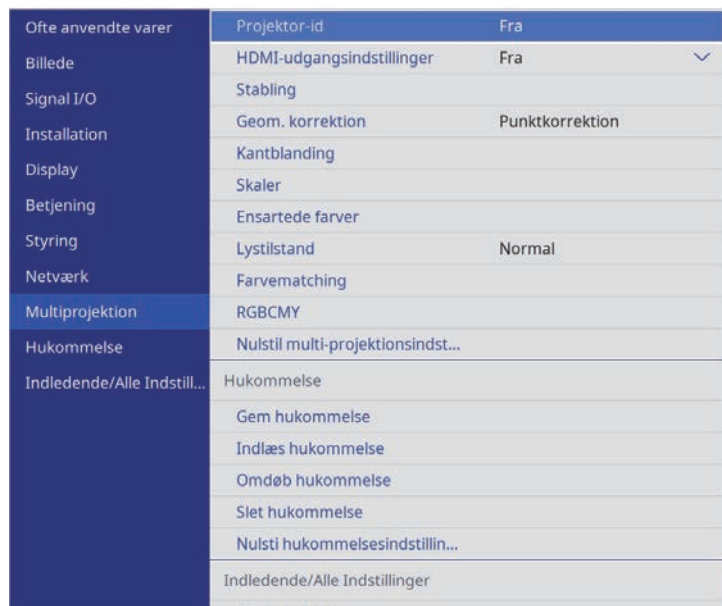 Ofte anvendte varer
Billede
Signal I/O
Installation
Display
Betjening
Styring
Netværk
Multiprojektion
Hukommelse
Indledende/Alle Indstill...
Projektor-id Fra
HDMI-udgangsindstillinger Fra
Stabling
Geom. korrektion Punktkorrektion
Kantblanding
Skaler
Ensartede farver
Lystilstand Normal
Farvematching
RGBCMY
Nulstil multi-projektionsindst...
Hukommelse
Gem hukommelse
Indlæs hukommelse
Omdøb hukommelse
Slet hukommelse
Nulsti hukommelsesindstillin...
Indledende/Alle Indstillinger